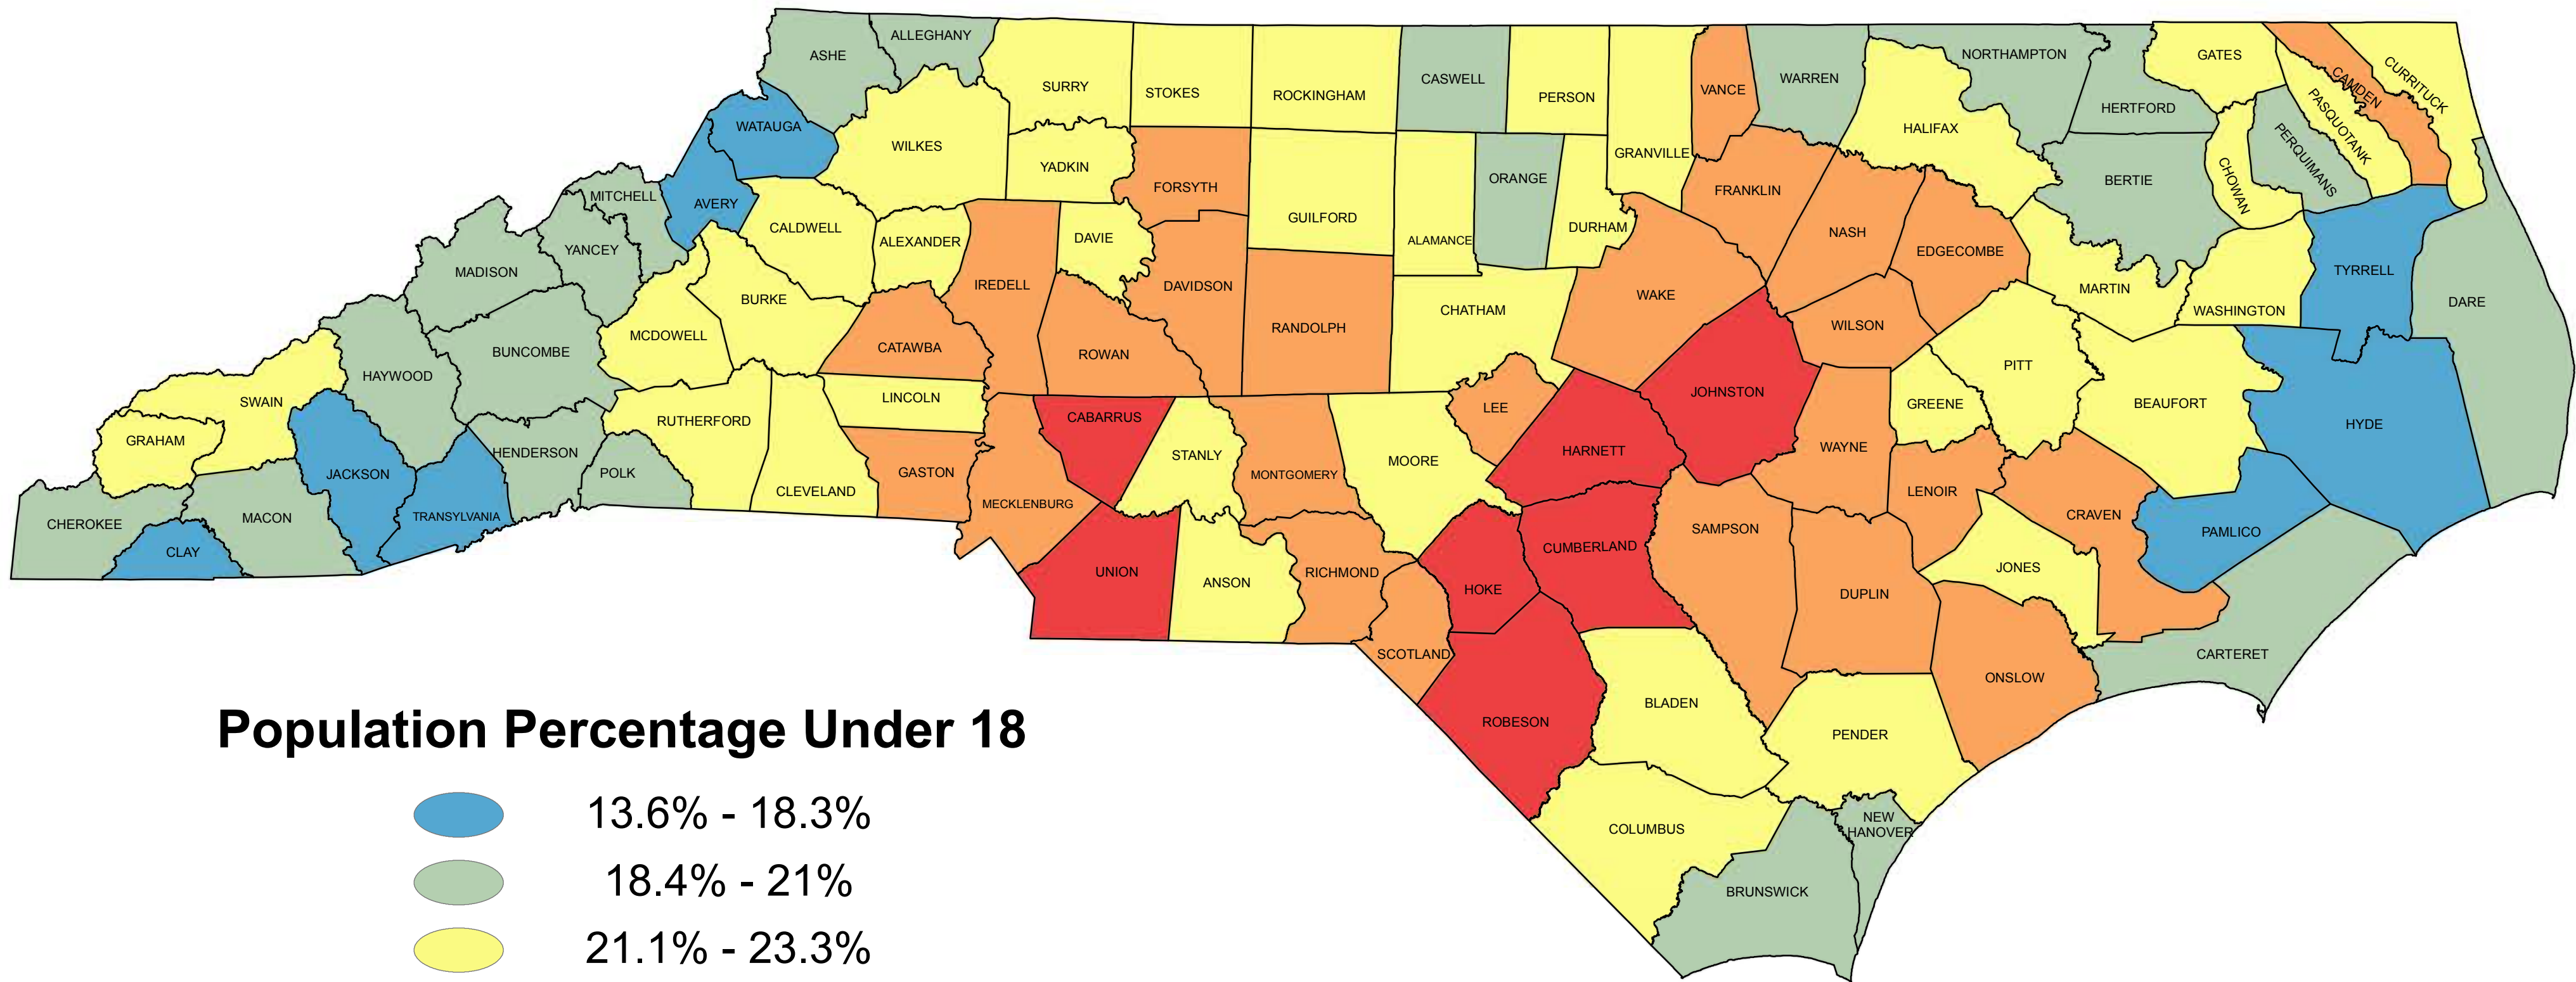 ALLEGHANY
ASHE
SURRY
STOKES
ROCKINGHAM
CASWELL
PERSON
VANCE
WARREN
NORTHAMPTON
GATES
CAMDEN
CURRITUCK
PASQUOTANK
HERTFORD
HALIFAX
PERQUIMANS
WATAUGA
WILKES
YADKIN
FORSYTH
GUILFORD
ALAMANCE
ORANGE
DURHAM
GRANVILLE
FRANKLIN
NASH
EDGECOMBE
BERTIE
CHOWAN
MITCHELL
AVERY
CALDWELL
ALEXANDER
DAVIE
IREDELL
DAVIDSON
YANCEY
MADISON
BURKE
MCDOWELL
BUNCOMBE
CATAWBA
ROWAN
RANDOLPH
CHATHAM
WAKE
WILSON
MARTIN
WASHINGTON
TYRRELL
DARE
HAYWOOD
SWAIN
GRAHAM
RUTHERFORD
LINCOLN
CABARRUS
LEE
JOHNSTON
GREENE
PITT
BEAUFORT
HYDE
HENDERSON
POLK
JACKSON
CLEVELAND
GASTON
STANLY
MONTGOMERY
MOORE
HARNETT
WAYNE
LENOIR
CRAVEN
PAMLICO
CHEROKEE
MACON
TRANSYLVANIA
CLAY
MECKLENBURG
UNION
ANSON
RICHMOND
HOKE
CUMBERLAND
SAMPSON
DUPLIN
JONES
SCOTLAND
ROBESON
BLADEN
ONSLOW
CARTERET
PENDER
COLUMBUS
NEW
HANOVER
BRUNSWICK
Population Percentage Under 18
13.6% - 18.3%
18.4% - 21%
21.1% - 23.3%